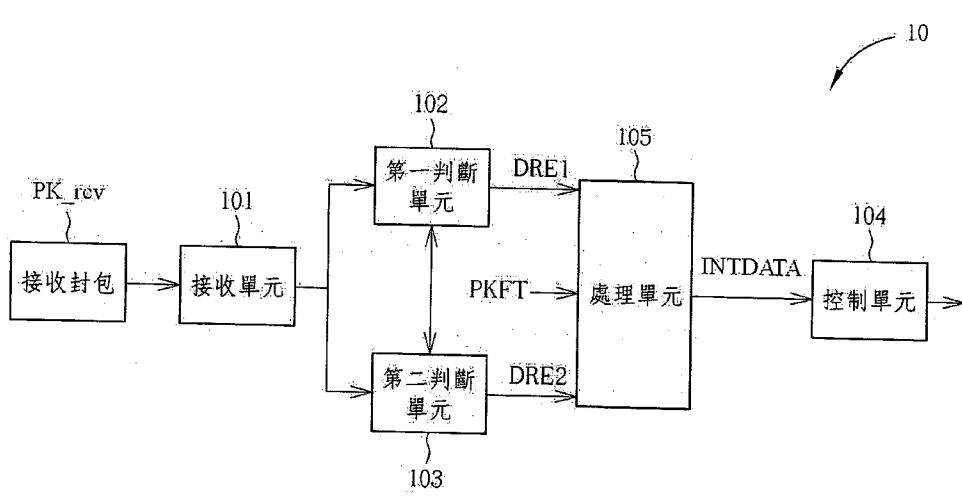 10
102
第一判斷
單元
DRE1
105
PK_rev
接收封包
101
接收單元
PKFT
處理單元
INTDATA
104
控制單元
第二判斷
單元
DRE2
103